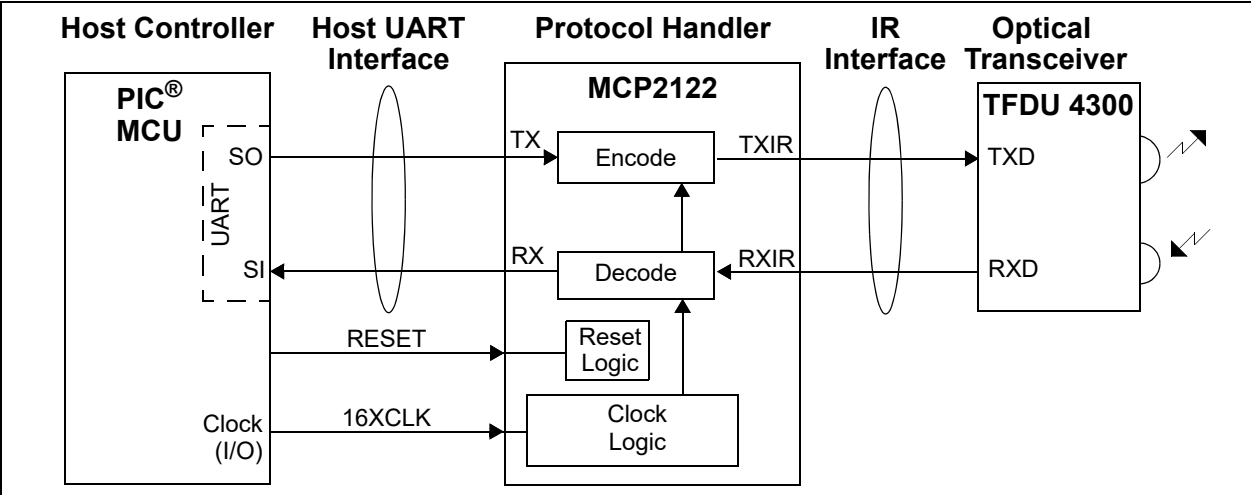 Host Controller
Host UART
Interface
Protocol Handler
IR
Interface
Optical
Transceiver
PIC®
MCU
UART
SO
SI
Clock
(I/O)
TX
RX
RESET
16XCLK
MCP2122
Encode
Decode
Reset
Logic
Clock
Logic
TXIR
RXIR
TFDU 4300
TXD
RXD